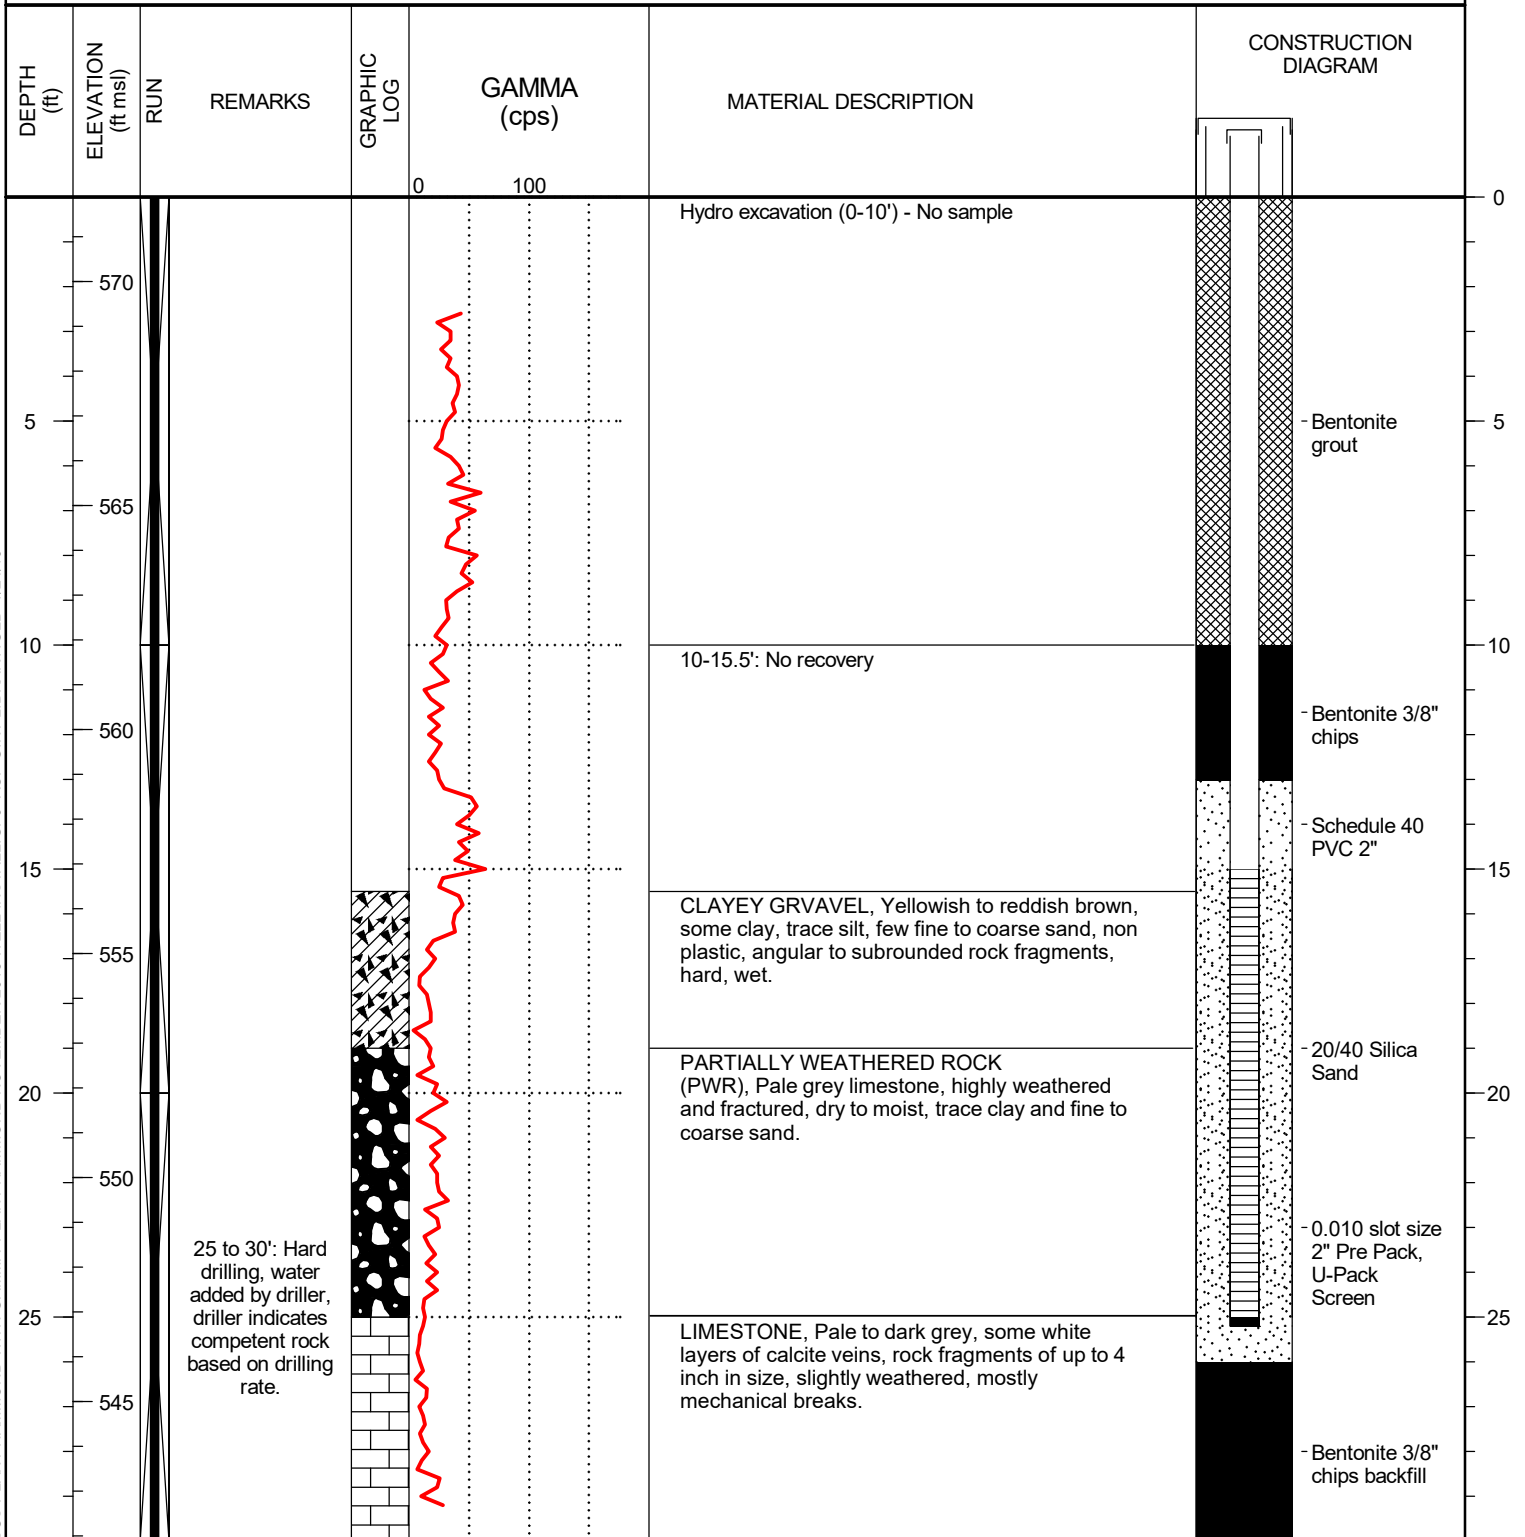 DEPTH
(ft)
ELEVATION
(ft msl)
RUN
REMARKS
GRAPHIC
LOG
GAMMA
(cps)
0 100
MATERIAL DESCRIPTION
CONSTRUCTION
DIAGRAM
0
Hydro excavation (0-10') - No sample
570
5
5
Bentonite
grout
565
10
10
10-15.5': No recovery
560
Bentonite 3/8"
chips
Schedule 40
PVC 2"
15
15
CLAYEY GRVAVEL, Yellowish to reddish brown,
some clay, trace silt, few fine to coarse sand, non
plastic, angular to subrounded rock fragments,
hard, wet.
555
PARTIALLY WEATHERED ROCK
(PWR), Pale grey limestone, highly weathered
and fractured, dry to moist, trace clay and fine to
coarse sand.
20/40 Silica
Sand
20
20
550
25 to 30': Hard
drilling, water
added by driller,
driller indicates
competent rock
based on drilling
rate.
0.010 slot size
2" Pre Pack,
U-Pack
Screen
25
25
LIMESTONE, Pale to dark grey, some white
layers of calcite veins, rock fragments of up to 4
inch in size, slightly weathered, mostly
mechanical breaks.
545
Bentonite 3/8"
chips backfill